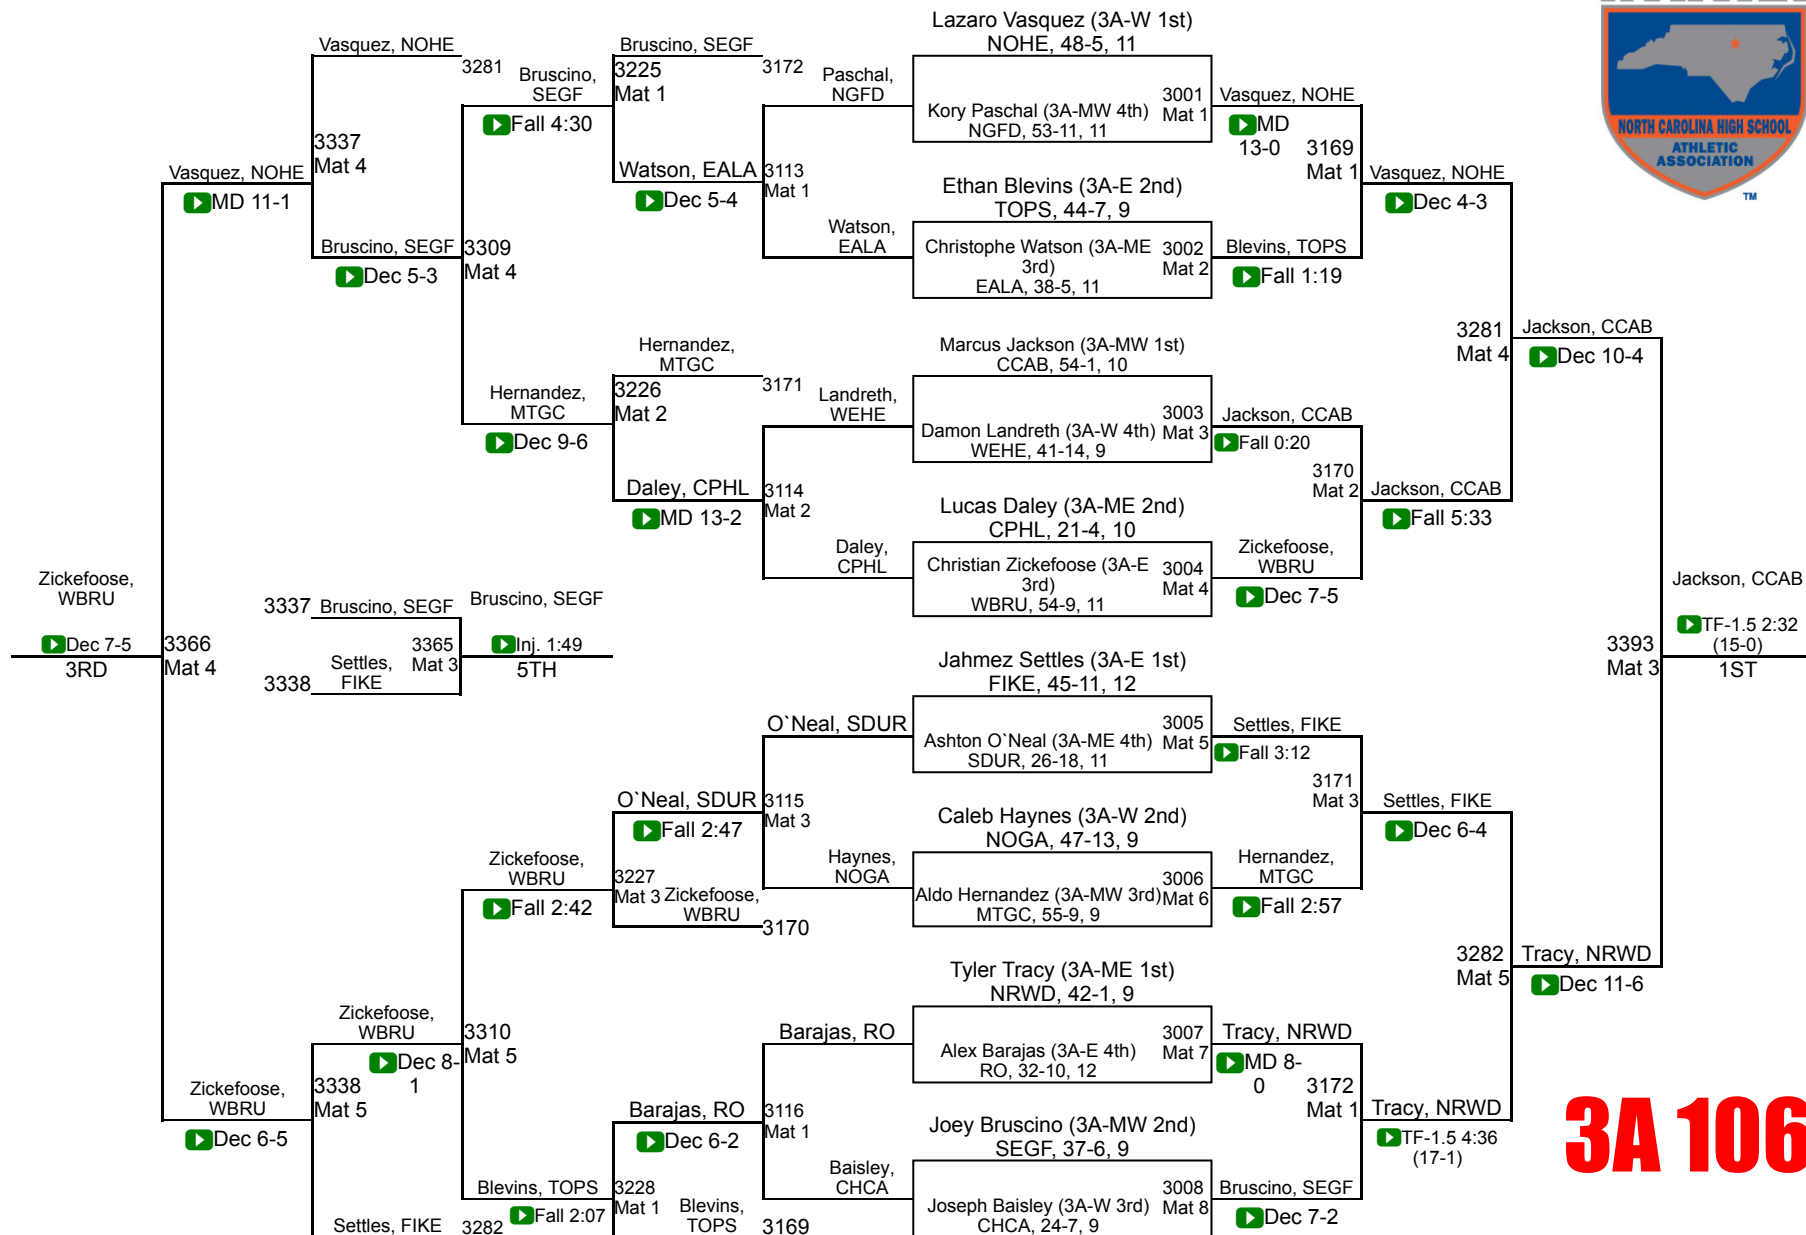 Lazaro Vasquez (3A-W 1st)
NOHE, 48-5, 11
Vasquez, NOHE
Bruscino, SEGF
3281
Bruscino,
SEGF
3225
Mat 1
3172
Paschal,
NGFD
Kory Paschal (3A-MW 4th)
NGFD, 53-11, 11
3001
Mat 1
Vasquez, NOHE
MD
13-0
Fall 4:30
3337
Mat 4
Vasquez, NOHE
MD 11-1
Watson, EALA
Dec 5-4
3113
Mat 1
3169
Mat 1
Vasquez, NOHE
Dec 4-3
NORTH CAROLINA HIGH SCHOOL
ATHLETIC
ASSOCIATION
TM
Ethan Blevins (3A-E 2nd)
TOPS, 44-7, 9
Watson,
EALA
Christophe Watson (3A-ME
3rd)
EALA, 38-5, 11
3002
Mat 2
Blevins, TOPS
Fall 1:19
Bruscino, SEGF
Dec 5-3
3309
Mat 4
Hernandez,
MTGC
3226
Mat 2
3171
Landreth,
WEHE
Marcus Jackson (3A-MW 1st)
CCAB, 54-1, 10
Damon Landreth (3A-W 4th)
WEHE, 41-14, 9
3003
Mat 3
Jackson, CCAB
Fall 0:20
3281
Mat 4
Jackson, CCAB
Dec 10-4
Hernandez,
MTGC
Dec 9-6
Daley, CPHL
MD 13-2
3114
Mat 2
3170
Mat 2
Jackson, CCAB
Fall 5:33
Lucas Daley (3A-ME 2nd)
CPHL, 21-4, 10
Daley,
CPHL
Christian Zickefoose (3A-E
3rd)
WBRU, 54-9, 11
3004
Mat 4
Zickefoose,
WBRU
Dec 7-5
Zickefoose,
WBRU
Dec 7-5
3RD
3366
Mat 4
3337
Bruscino, SEGF
3338
Settles,
FIKE
3365
Mat 3
Bruscino, SEGF
Inj. 1:49
5TH
Jackson, CCAB
TF-1.5 2:32
(15-0)
1ST
3393
Mat 3
Jahmez Settles (3A-E 1st)
FIKE, 45-11, 12
O`Neal, SDUR
Ashton O`Neal (3A-ME 4th)
SDUR, 26-18, 11
3005
Mat 5
Settles, FIKE
Fall 3:12
O`Neal, SDUR
Fall 2:47
3115
Mat 3
3171
Mat 3
Settles, FIKE
Dec 6-4
Caleb Haynes (3A-W 2nd)
NOGA, 47-13, 9
Zickefoose,
WBRU
Fall 2:42
3227
Mat 3
Zickefoose,
WBRU
3170
Haynes,
NOGA
Aldo Hernandez (3A-MW 3rd)
MTGC, 55-9, 9
3006
Mat 6
Hernandez,
MTGC
Fall 2:57
3282
Mat 5
Tracy, NRWD
Dec 11-6
Tyler Tracy (3A-ME 1st)
NRWD, 42-1, 9
Zickefoose,
WBRU
Dec 8-
1
3310
Mat 5
Barajas, RO
Alex Barajas (3A-E 4th)
RO, 32-10, 12
3007
Mat 7
Tracy, NRWD
MD 8-
0
Zickefoose,
WBRU
Dec 6-5
3338
Mat 5
Barajas, RO
Dec 6-2
3116
Mat 1
3172
Mat 1
Tracy, NRWD
TF-1.5 4:36
(17-1)
3A 106
Joey Bruscino (3A-MW 2nd)
SEGF, 37-6, 9
Baisley,
CHCA
Joseph Baisley (3A-W 3rd)
CHCA, 24-7, 9
3008
Mat 8
Bruscino, SEGF
Dec 7-2
Settles, FIKE
3282
Blevins, TOPS
Fall 2:07
3228
Mat 1
Blevins,
TOPS
3169